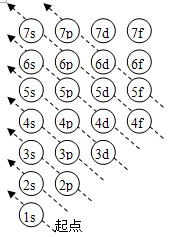 7s 7p 7d 7f
6s 6p 6d 6f
5s 5p 5d 5f
4s 4p 4d 4f
3s 3p 3d
2s 2p
1s 起点